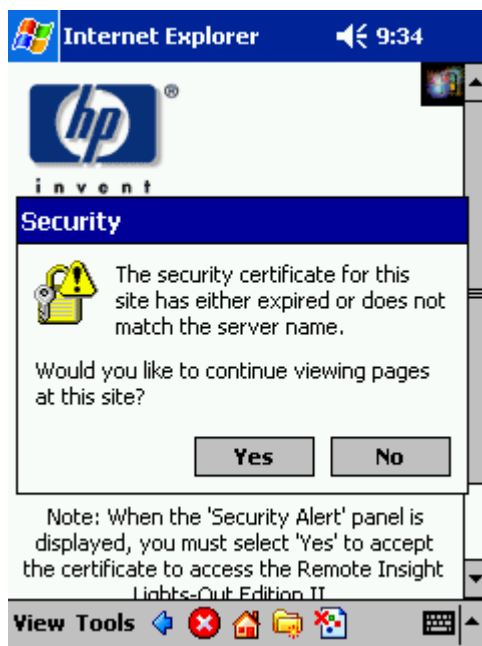 Internet Explorer 9:34
hp ®
invent
Security
The security certificate for this
site has either expired or does not
match the server name.
Would you like to continue viewing pages
at this site?
Yes No
Note: When the 'Security Alert' panel is
displayed, you must select 'Yes' to accept
the certificate to access the Remote Insight
Lights-Out Edition II
View Tools